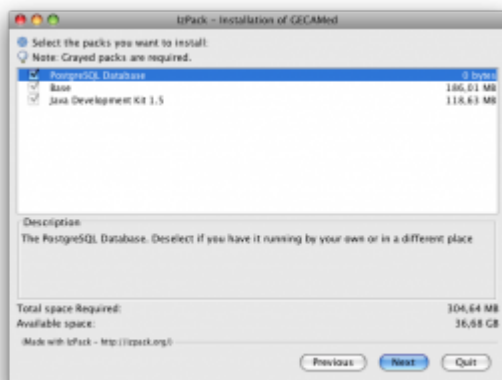 IzPack - Installation of GECAMed
Select the packs you want to install:
Note: Grayed packs are required.
PostgreSQL Database 0 bytes
Base 186,01 MB
Java Development Kit 1.5 118,63 MB
Description
The PostgreSQL Database. Deselect if you have it running by your own or in a different place
Total space Required: 304,64 MB
Available space: 36,68 GB
(Made with IzPack - http://izpack.org/)
Previous Next Quit